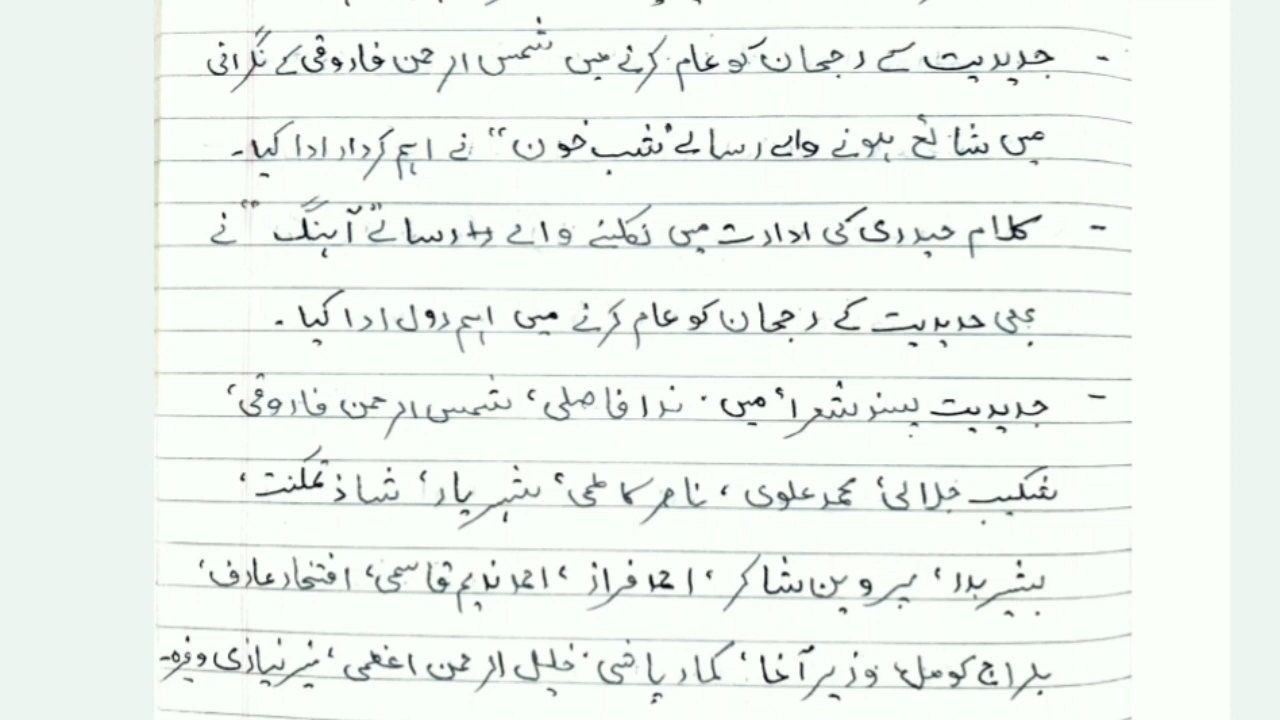 - جدیدیت کے رجحان کو عام کرنے میں شمس الرحمن فاروقی کے نگرانی
میں شائع ہونے والے رسالے "شب خون" نے اہم کردار ادا کیا۔
- کلام حیدری کی ادارت میں نکلنے والے رسالے "آہنگ" نے
بھی جدیدیت کے رجحان کو عام کرنے میں اہم رول ادا کیا۔
- جدیدیت پسند شعراء میں۔ ندا فاضلی، شمس الرحمن فاروقی،
شکیب جلالی، محمد علوی، ناصر کاظمی، شہریار، شاذ تمکنت،
بشیر بدر، پروین شاکر، احمد فراز، احمد ندیم قاسمی، افتخار عارف،
بلراج کومل، وزیر آغا، کمار پاشی، خلیل الرحمن اعظمی، منیر نیازی وغیرہ۔